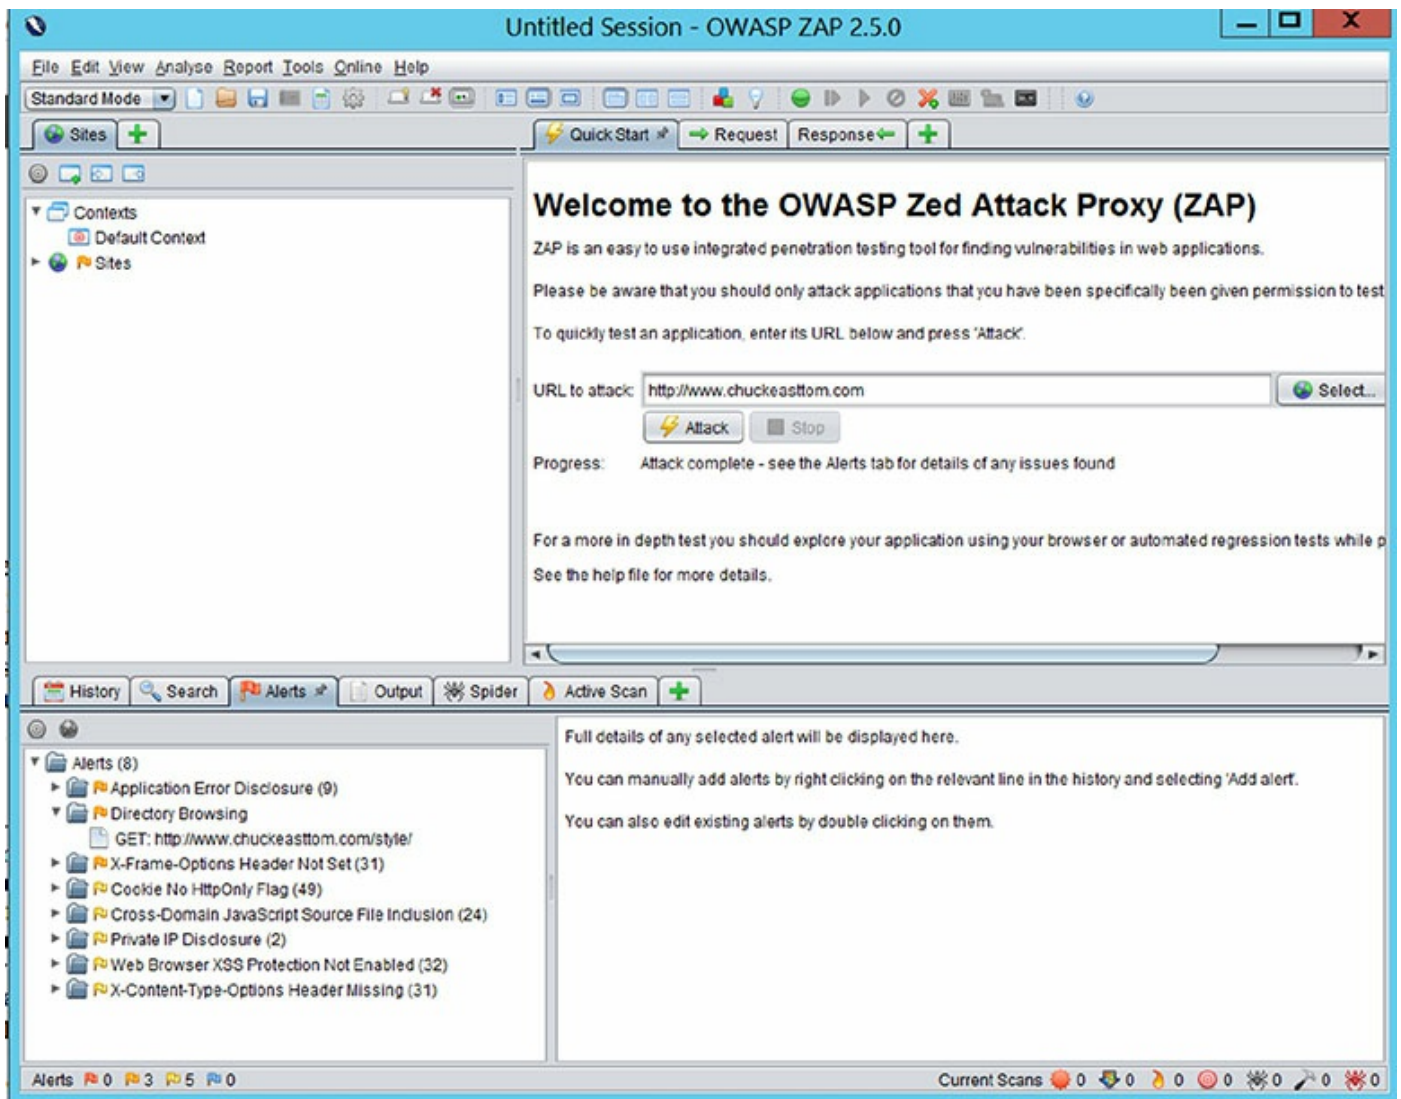 Untitled Session - OWASP ZAP 2.5.0
File Edit View Analyse Report Tools Online Help
Standard Mode
Sites
Quick Start Request Response
Contexts
Default Context
Sites
Welcome to the OWASP Zed Attack Proxy (ZAP)
ZAP is an easy to use integrated penetration testing tool for finding vulnerabilities in web applications.
Please be aware that you should only attack applications that you have been specifically been given permission to test
To quickly test an application, enter its URL below and press 'Attack'.
URL to attack: http://www.chuckeasttom.com Select...
Attack Stop
Progress: Attack complete - see the Alerts tab for details of any issues found
For a more in depth test you should explore your application using your browser or automated regression tests while p
See the help file for more details.
History Search Alerts Output Spider Active Scan
Alerts (8)
Application Error Disclosure (9)
Directory Browsing
GET: http://www.chuckeasttom.com/style/
X-Frame-Options Header Not Set (31)
Cookie No HttpOnly Flag (49)
Cross-Domain JavaScript Source File Inclusion (24)
Private IP Disclosure (2)
Web Browser XSS Protection Not Enabled (32)
X-Content-Type-Options Header Missing (31)
Full details of any selected alert will be displayed here.
You can manually add alerts by right clicking on the relevant line in the history and selecting 'Add alert'.
You can also edit existing alerts by double clicking on them.
Alerts 0 3 5 0
Current Scans 0 0 0 0 0 0 0